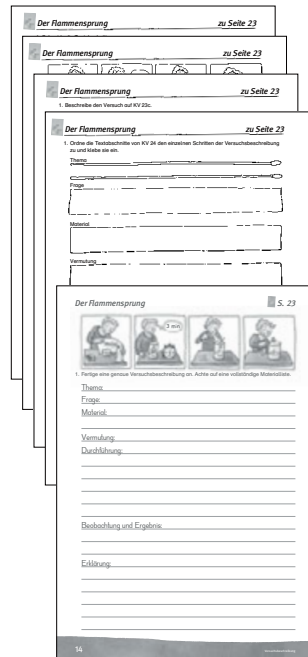 Der Flammensprung zu Seite 23
Der Flammensprung zu Seite 23
Der Flammensprung zu Seite 23
1. Beschreibe den Versuch auf KV 23c.
Der Flammensprung zu Seite 23
1. Ordne die Textabschnitte von KV 24 den einzelnen Schritten der Versuchsbeschreibung
zu und klebe sie ein.
Thema
Frage
Material
Vermutung
Der Flammensprung S. 23
2 min
1. Fertige eine genaue Versuchsbeschreibung an. Achte auf eine vollständige Materialliste.
Thema:
Frage:
Material:
Vermutung:
Durchführung:
Beobachtung und Ergebnis:
Erklärung:
14